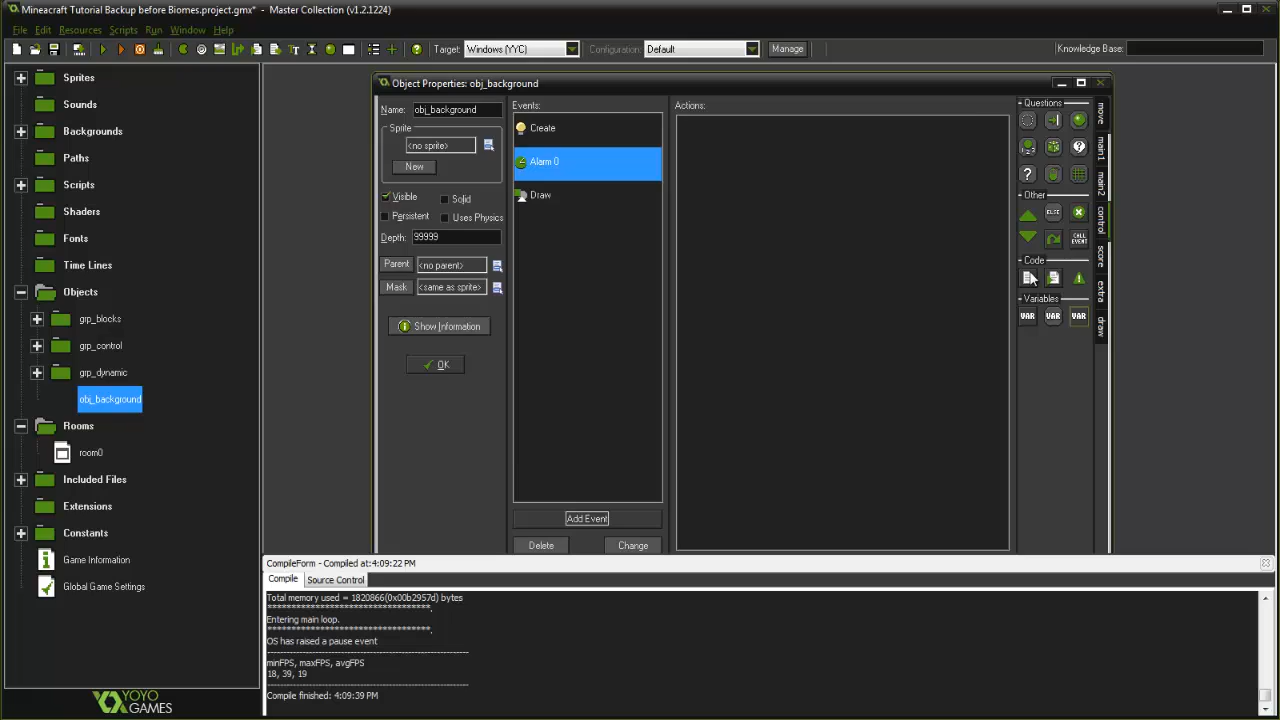 Mineacraft Tutorial Backup before Biomes.project.gmx* - Master Collection (v1.2.1224)
File Edit Resources Scripts Run Window Help
Target: Windows (YYC) Configuration: Default Manage Knowledge Base:
Sprites
Sounds
Backgrounds
Paths
Scripts
Shaders
Fonts
Time Lines
Objects
grp_blocks
grp_control
grp_dynamic
obj_background
Rooms
room0
Included Files
Extensions
Constants
Game Information
Global Game Settings
YOYO
GAMES
Object Properties: obj_background
Name: obj_background
Sprite
<no sprite>
New
Visible Solid
Persistent Uses Physics
Depth: 99999
Parent <no parent>
Mask <same as sprite>
Show Information
OK
Events:
Create
Alarm 0
Draw
Add Event
Delete Change
Actions:
Questions
Other
ELSE
CALL
EVENT
Code
Variables
VAR VAR VAR
move
main1
main2
control
score
extra
draw
CompileForm - Compiled at:4:09:22 PM
Compile Source Control
Total memory used = 1820866(0x00b2957d) bytes
**********************************.
Entering main loop.
**********************************.
OS has raised a pause event
-------------------------------------------------------
minFPS, maxFPS, avgFPS
18, 39, 19
-------------------------------------------------------
Compile finished: 4:09:39 PM